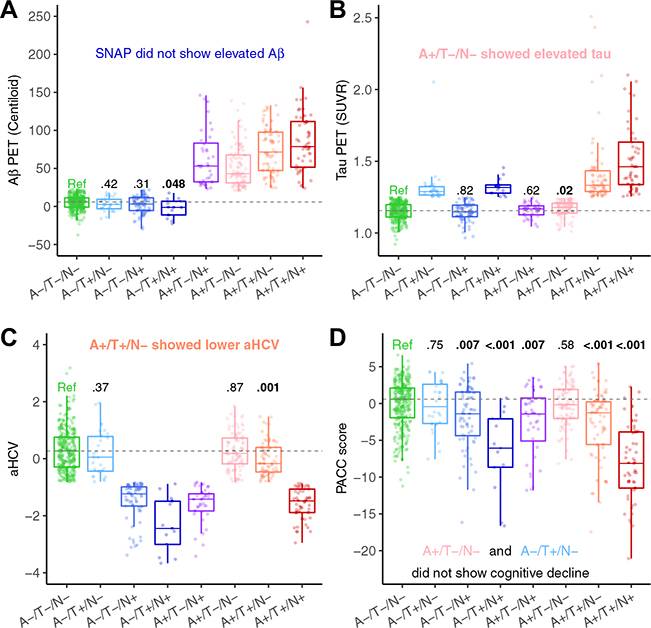 A
SNAP did not show elevated Aβ
Aβ PET (Centiloid)
250
200
150
100
50
0
−50
Ref
.42
.31
.048
A−/T−/N−
A−/T+/N−
A−/T−/N+
A−/T+/N+
A+/T−/N+
A+/T−/N−
A+/T+/N−
A+/T+/N+
B
A+/T−/N− showed elevated tau
Tau PET (SUVR)
2.5
2.0
1.5
1.0
Ref
.82
.62
.02
A−/T−/N−
A−/T+/N−
A−/T−/N+
A−/T+/N+
A+/T−/N+
A+/T−/N−
A+/T+/N−
A+/T+/N+
C
A+/T+/N− showed lower aHCV
aHCV
4
2
0
−2
−4
Ref
.37
.87
.001
A−/T−/N−
A−/T+/N−
A−/T−/N+
A−/T+/N+
A+/T−/N+
A+/T−/N−
A+/T+/N−
A+/T+/N+
D
PACC score
5
0
−5
−10
−15
−20
Ref
.75
.007
<.001
.007
.58
<.001
<.001
A+/T−/N− and A−/T+/N−
did not show cognitive decline
A−/T−/N−
A−/T+/N−
A−/T−/N+
A−/T+/N+
A+/T−/N+
A+/T−/N−
A+/T+/N−
A+/T+/N+